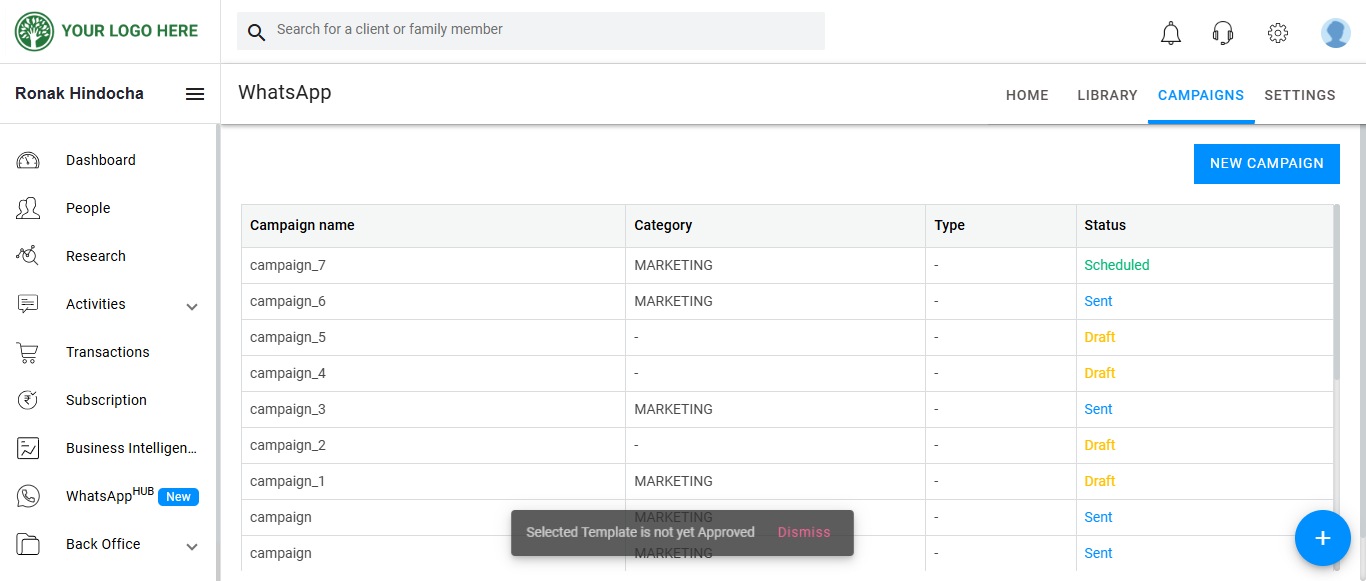 YOUR LOGO HERE
Search for a client or family member
Ronak Hindocha
WhatsApp
HOME LIBRARY CAMPAIGNS SETTINGS
Dashboard
People
Research
Activities
Transactions
Subscription
Business Intelligen...
WhatsAppHUB New
Back Office
NEW CAMPAIGN
Campaign name Category Type Status
campaign_7 MARKETING - Scheduled
campaign_6 MARKETING - Sent
campaign_5 - - Draft
campaign_4 - - Draft
campaign_3 MARKETING - Sent
campaign_2 - - Draft
campaign_1 MARKETING - Draft
campaign MARKETING - Sent
campaign MARKETING - Sent
Selected Template is not yet Approved Dismiss
+